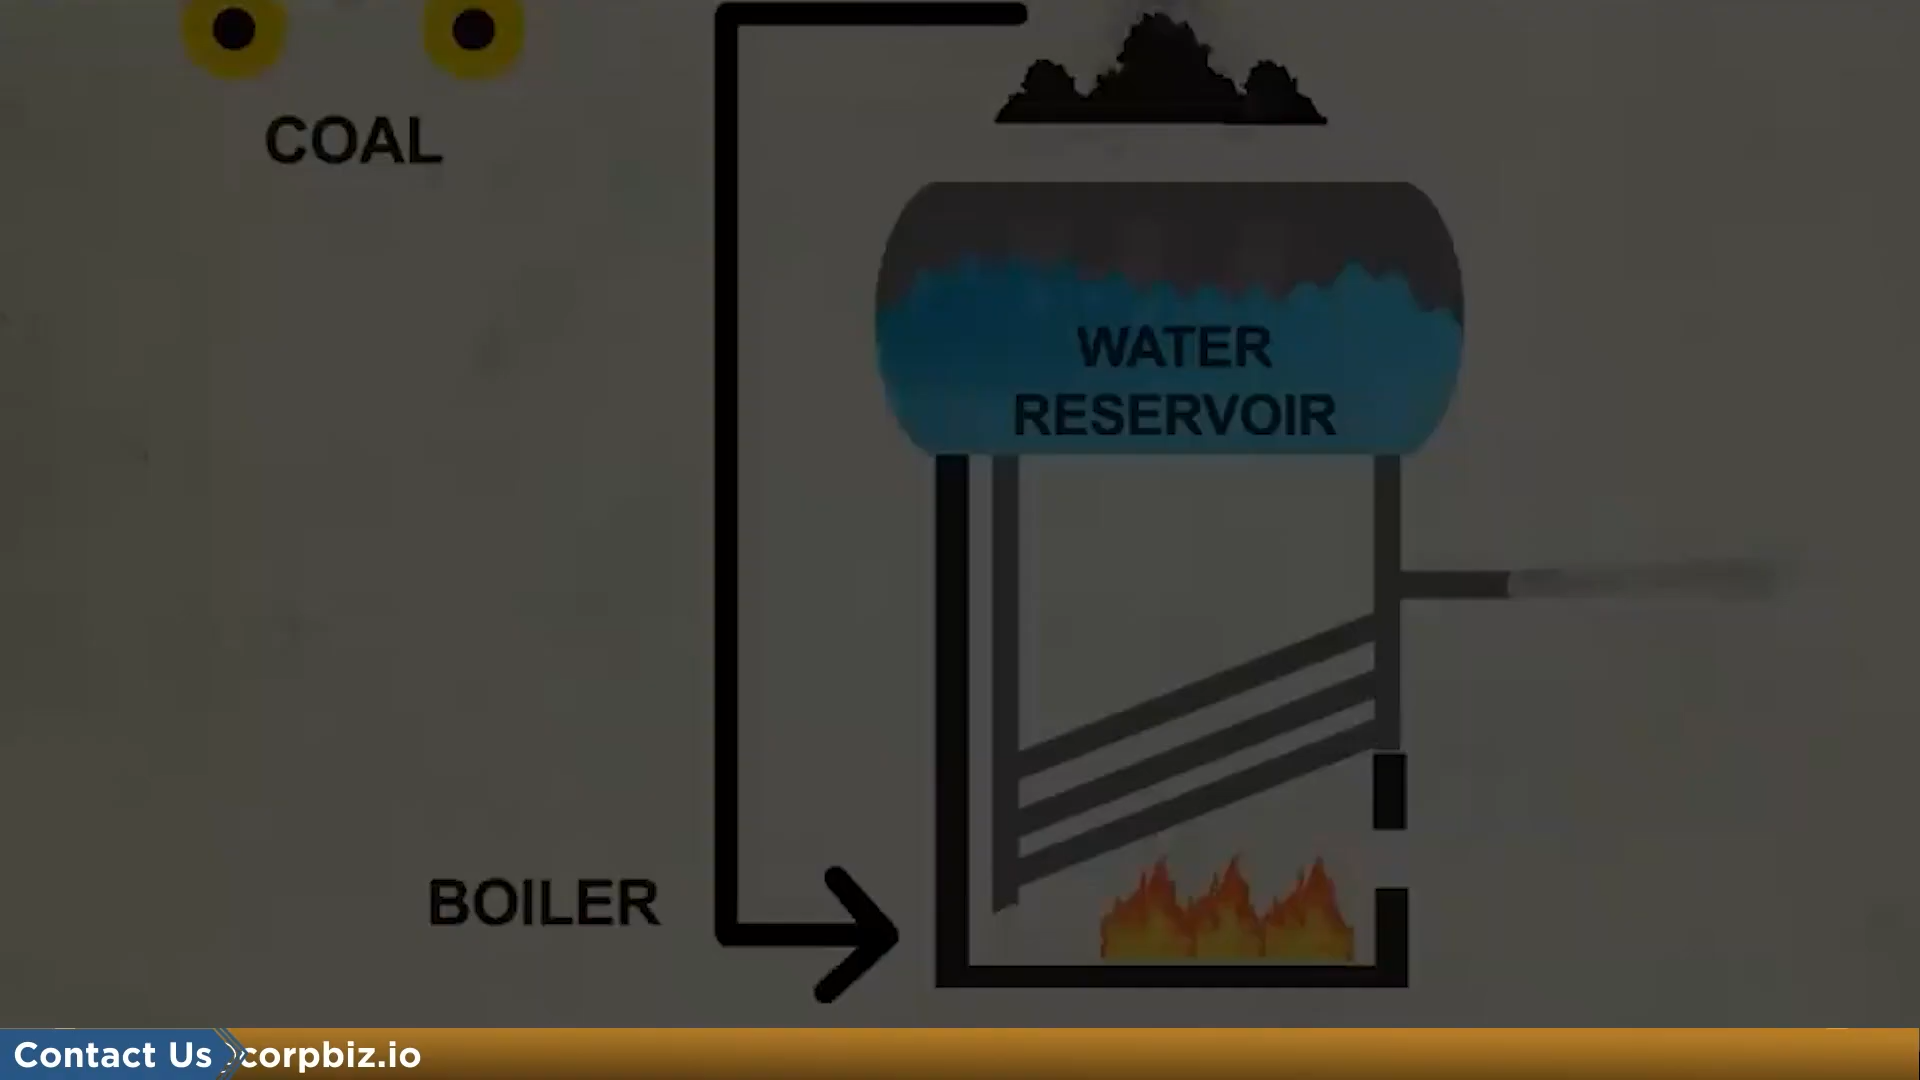 COAL
WATER
RESERVOIR
BOILER
Contact Us
corpbiz.io